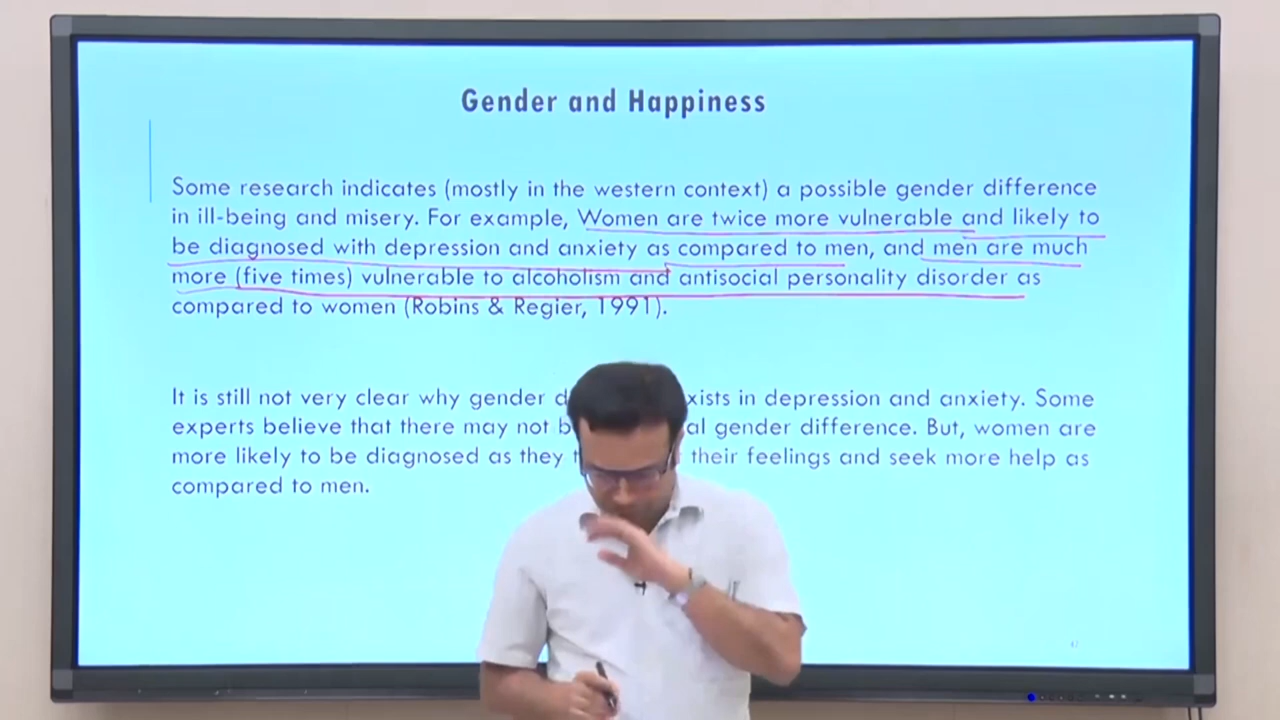 Gender and Happiness
Some research indicates (mostly in the western context) a possible gender difference
in ill-being and misery. For example, Women are twice more vulnerable and likely to
be diagnosed with depression and anxiety as compared to men, and men are much
more (five times) vulnerable to alcoholism and antisocial personality disorder as
compared to women (Robins & Regier, 1991).
It is still not very clear why gender in depression and anxiety. Some
experts believe that there may not gender difference. But, women are
more likely to be diagnosed as they their feelings and seek more help as
compared to men.